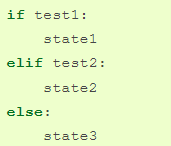 if test1:
    state1
elif test2:
    state2
else:
    state3